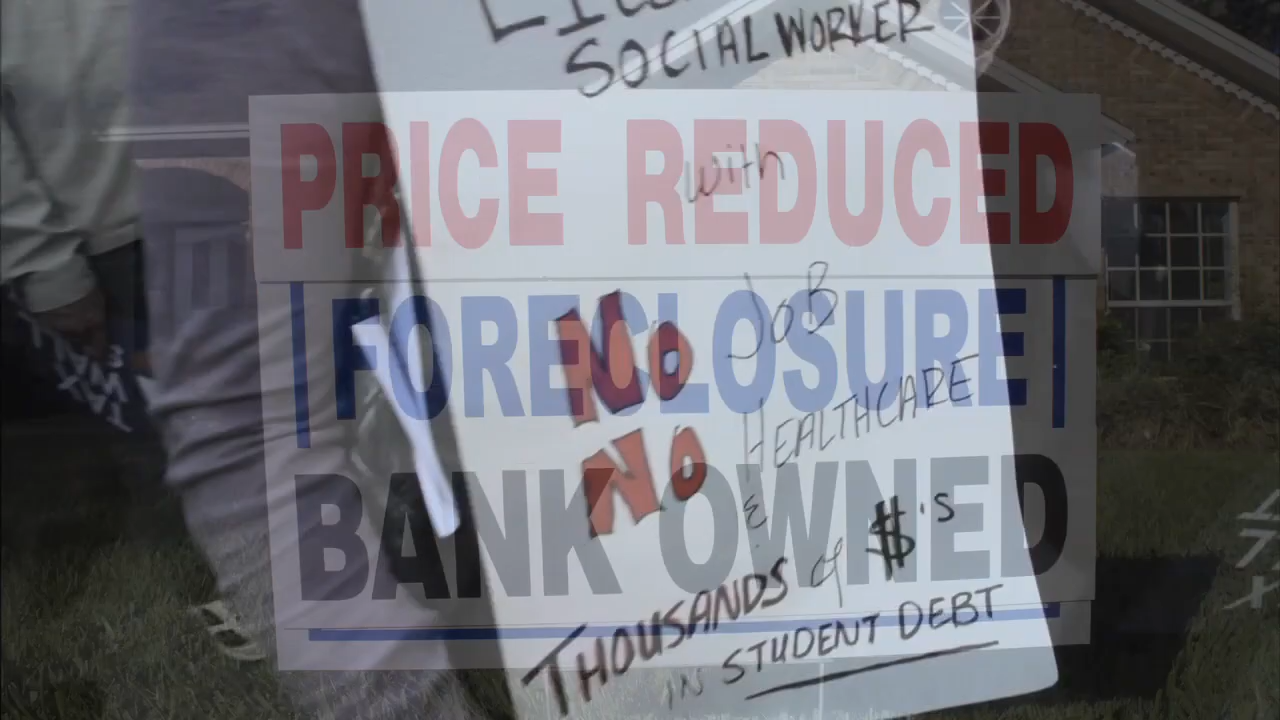 SOCIAL WORKER
with
No JOB
No HEALTHCARE
&
THOUSANDS of $'s
IN STUDENT DEBT
PRICE REDUCED
FORECLOSURE
BANK OWNED